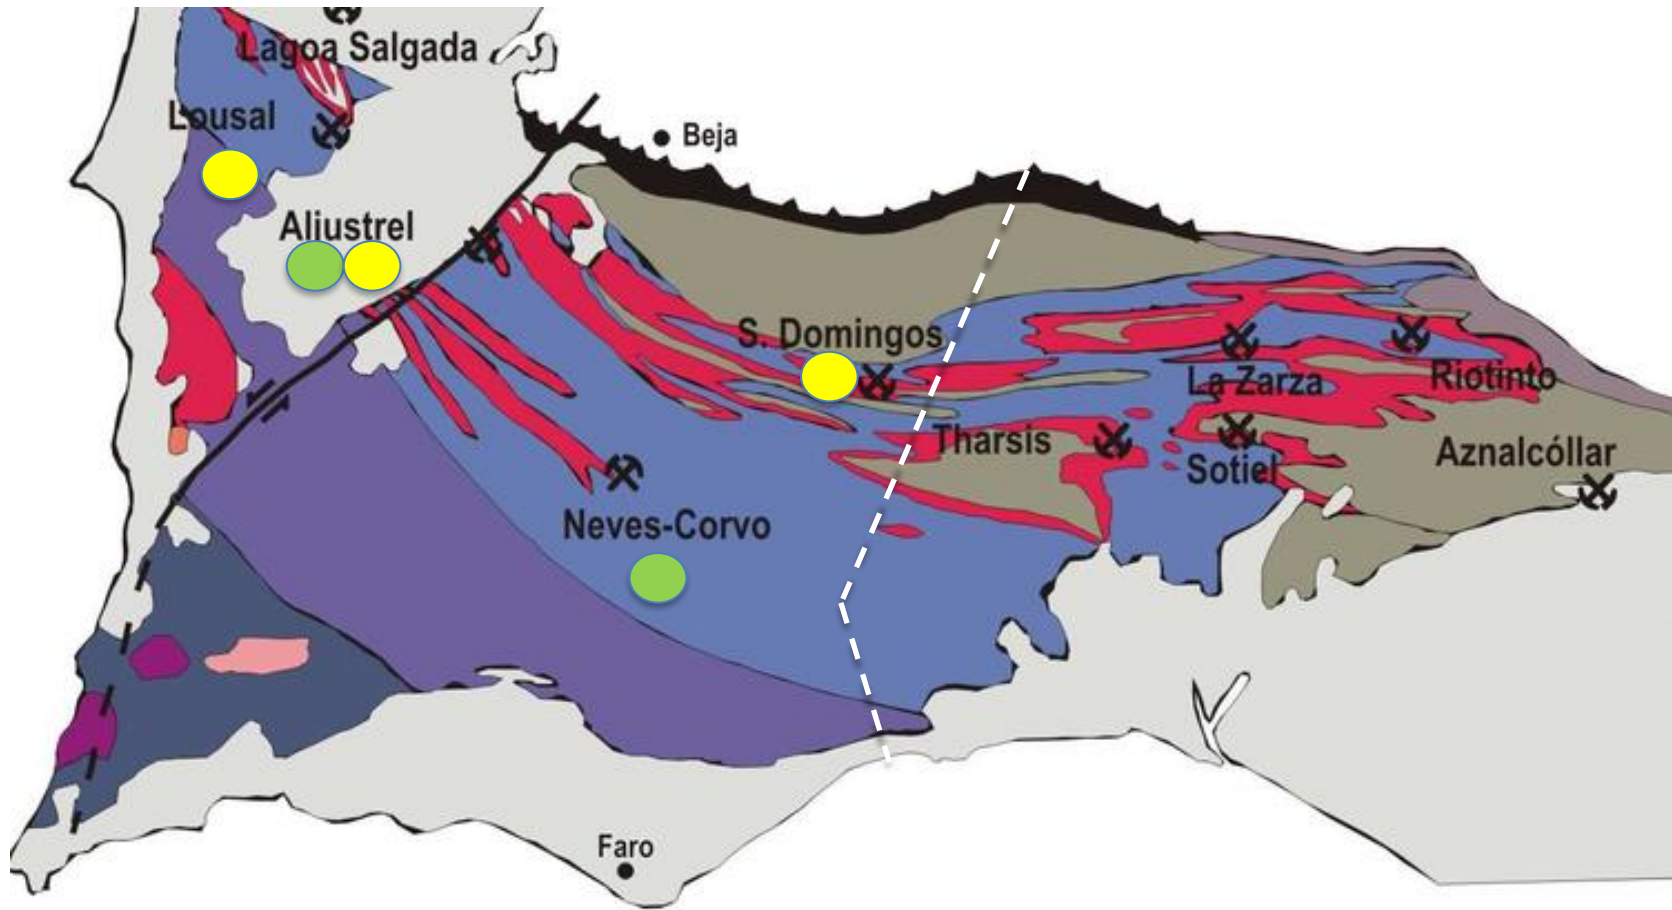 Lagoa Salgada
Lousal
Beja
Aljustrel
S. Domingos
La Zarza
Riotinto
Tharsis
Sotiel
Aznalcóllar
Neves-Corvo
Faro